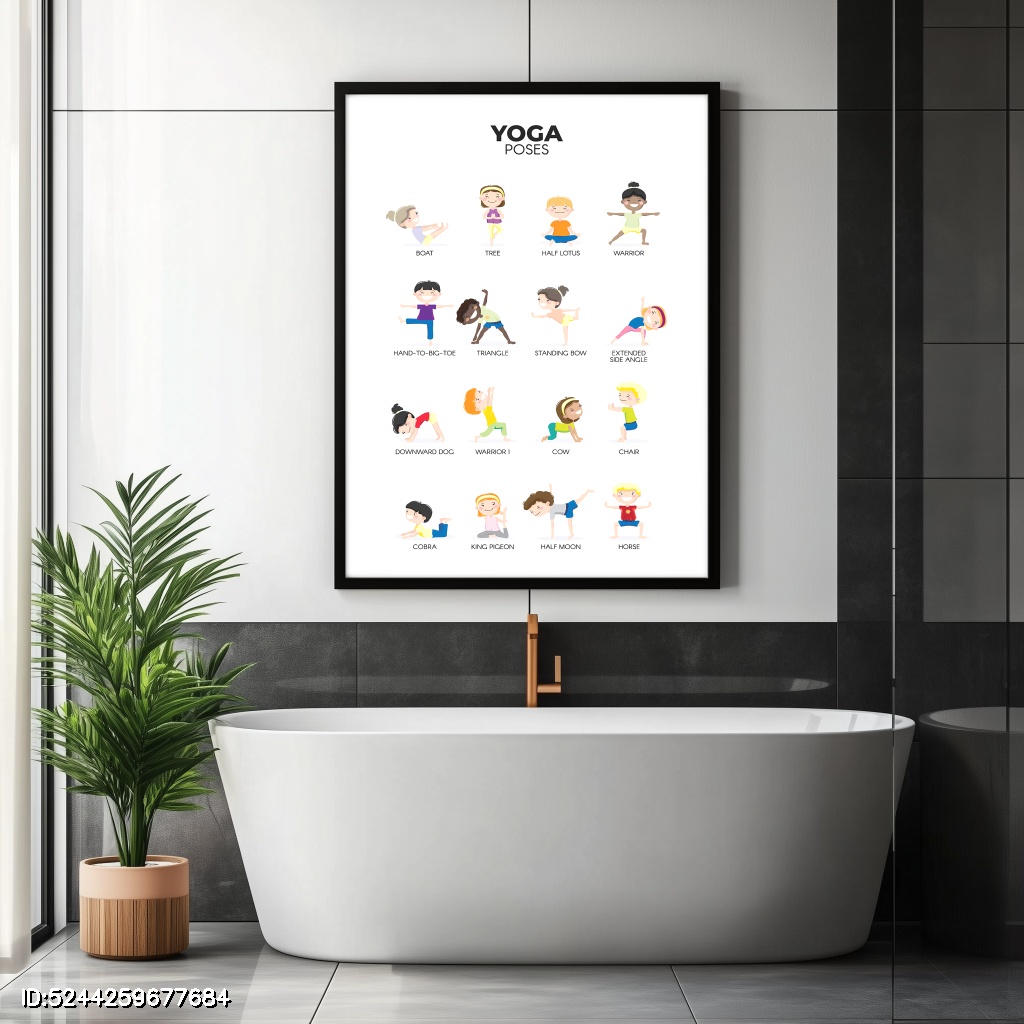 YOGA
POSES
BOAT
TREE
HALF LOTUS
WARRIOR
HAND-TO-BIG-TOE
TRIANGLE
STANDING BOW
EXTENDED
SIDE ANGLE
DOWNWARD DOG
WARRIOR I
COW
CHAIR
COBRA
KING PIGEON
HALF MOON
HORSE
ID:5244259677684